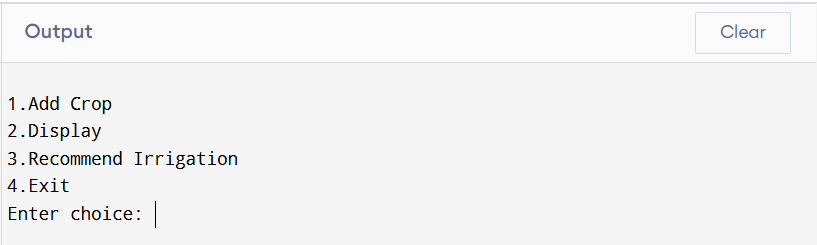 Output
Clear
1.Add Crop
2.Display
3.Recommend Irrigation
4.Exit
Enter choice: